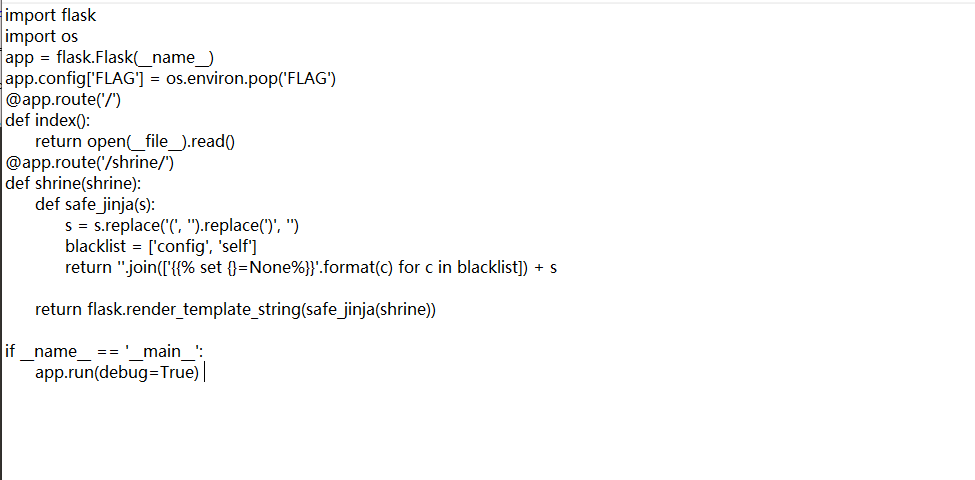 import flask
import os
app = flask.Flask(__name__)
app.config['FLAG'] = os.environ.pop('FLAG')
@app.route('/')
def index():
    return open(__file__).read()
@app.route('/shrine/')
def shrine(shrine):
    def safe_jinja(s):
        s = s.replace('(', '').replace(')', '')
        blacklist = ['config', 'self']
        return ''.join(['{{% set {}=None%}}'.format(c) for c in blacklist]) + s
    return flask.render_template_string(safe_jinja(shrine))
if __name__ == '__main__':
    app.run(debug=True)